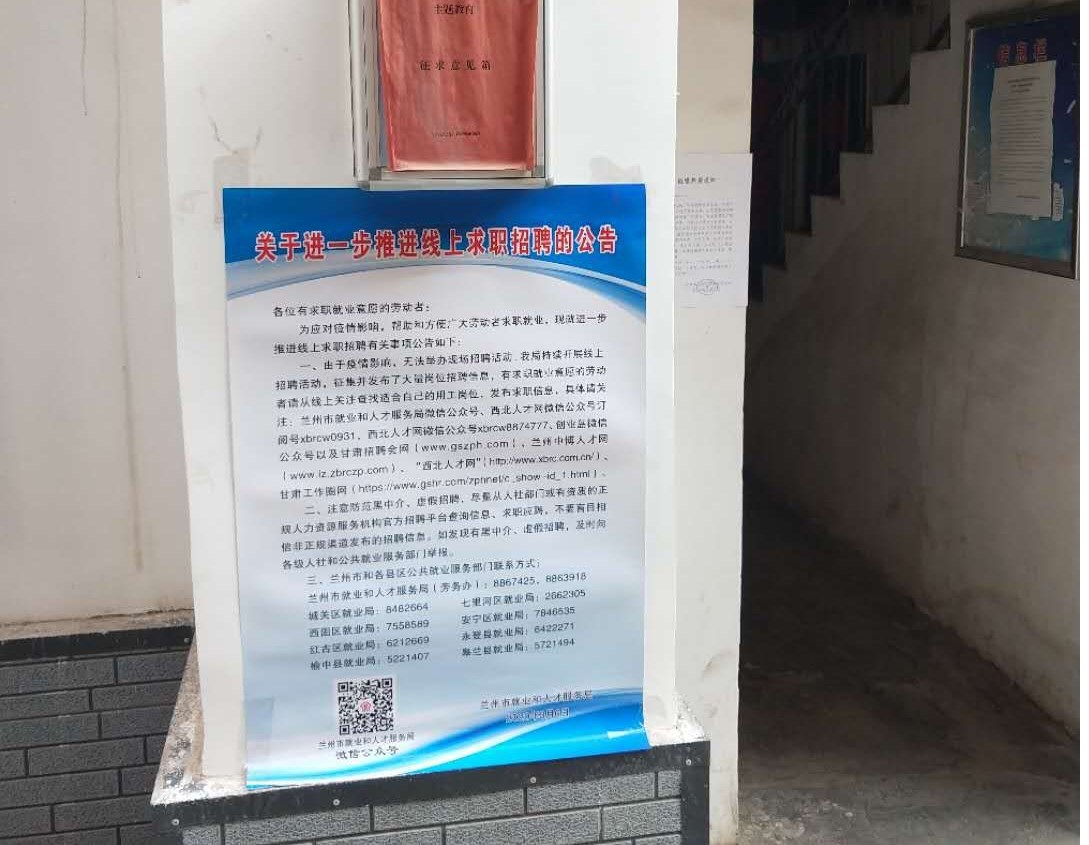 主题教育
征求意见箱
信息栏
关于进一步推进线上求职招聘的公告
各位有求职就业意愿的劳动者：
为应对疫情影响，帮助和方便广大劳动者求职就业，现就进一步
推进线上求职招聘有关事项公告如下：
一、由于疫情影响，无法举办现场招聘活动，我局持续开展线上
招聘活动，征集并发布了大量岗位招聘信息，有求职就业意愿的劳动
者请从线上关注查找适合自己的用工岗位，发布求职信息，具体请关
注：兰州市就业和人才服务局微信公众号、西北人才网微信公众号订
阅号xbrcw0931、西北人才网微信公众号xbrcw8874777、创业岛微信
公众号以及甘肃招聘会网（www.gszph.com）、兰州中博人才网
（www.lz.zbrczp.com）、“西北人才网”（http://www.xbrc.com.cn/）、
甘肃工作圈网（https://www.gshr.com/zphnet/c_show-id_1.html）。
二、注意防范黑中介、虚假招聘，尽量从人社部门或有资质的正
规人力资源服务机构官方招聘平台查询信息、求职应聘，不要盲目相
信非正规渠道发布的招聘信息。如发现有黑中介、虚假招聘，及时向
各级人社和公共就业服务部门举报。
三、兰州市和各县区公共就业服务部门联系方式：
兰州市就业和人才服务局（劳务办）：8867425、8863918
城关区就业局：8482664 七里河区就业局：2662305
西固区就业局：7558589 安宁区就业局：7846535
红古区就业局：6212669 永登县就业局：6422271
榆中县就业局：5221407 皋兰县就业局：5721494
兰州市就业和人才服务局
兰州市就业和人才服务局
微信公众号